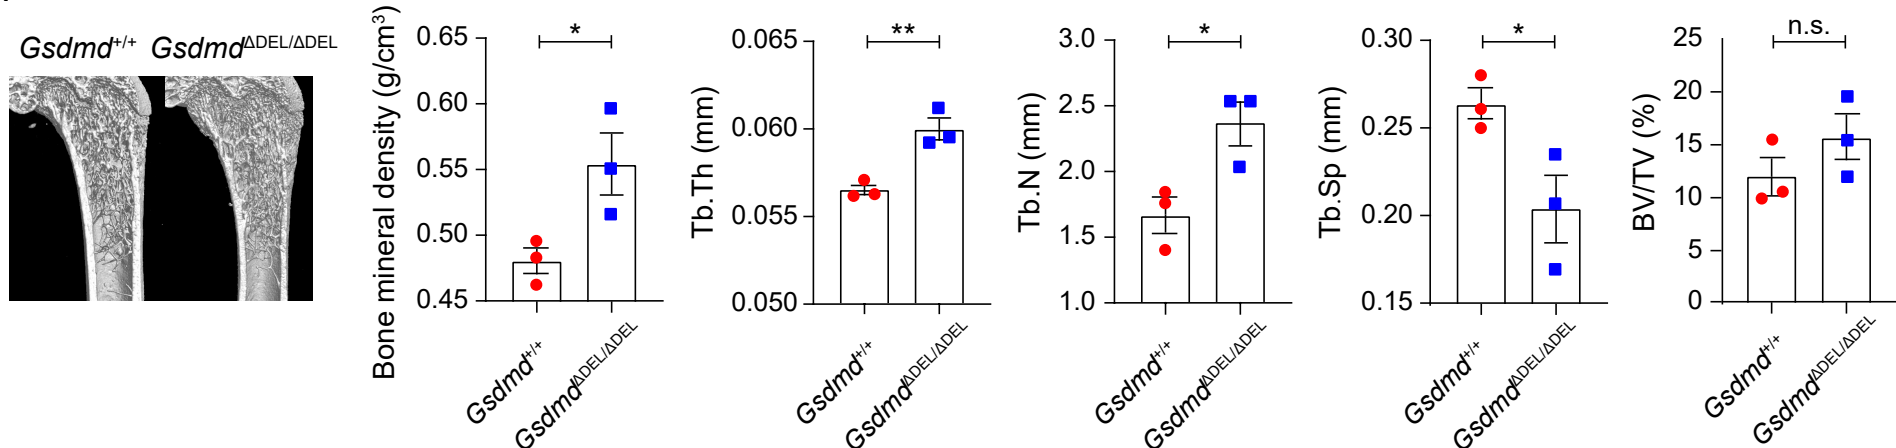 Gsdmd+/+ GsdmdΔDEL/ΔDEL
Bone mineral density (g/cm³)
0.65
0.60
0.55
0.50
0.45
*
Gsdmd+/+
GsdmdΔDEL/ΔDEL
Tb.Th (mm)
0.065
0.060
0.055
0.050
**
Gsdmd+/+
GsdmdΔDEL/ΔDEL
Tb.N (mm)
3.0
2.5
2.0
1.5
1.0
*
Gsdmd+/+
GsdmdΔDEL/ΔDEL
Tb.Sp (mm)
0.30
0.25
0.20
0.15
*
Gsdmd+/+
GsdmdΔDEL/ΔDEL
BV/TV (%)
25
20
15
10
5
0
n.s.
Gsdmd+/+
GsdmdΔDEL/ΔDEL